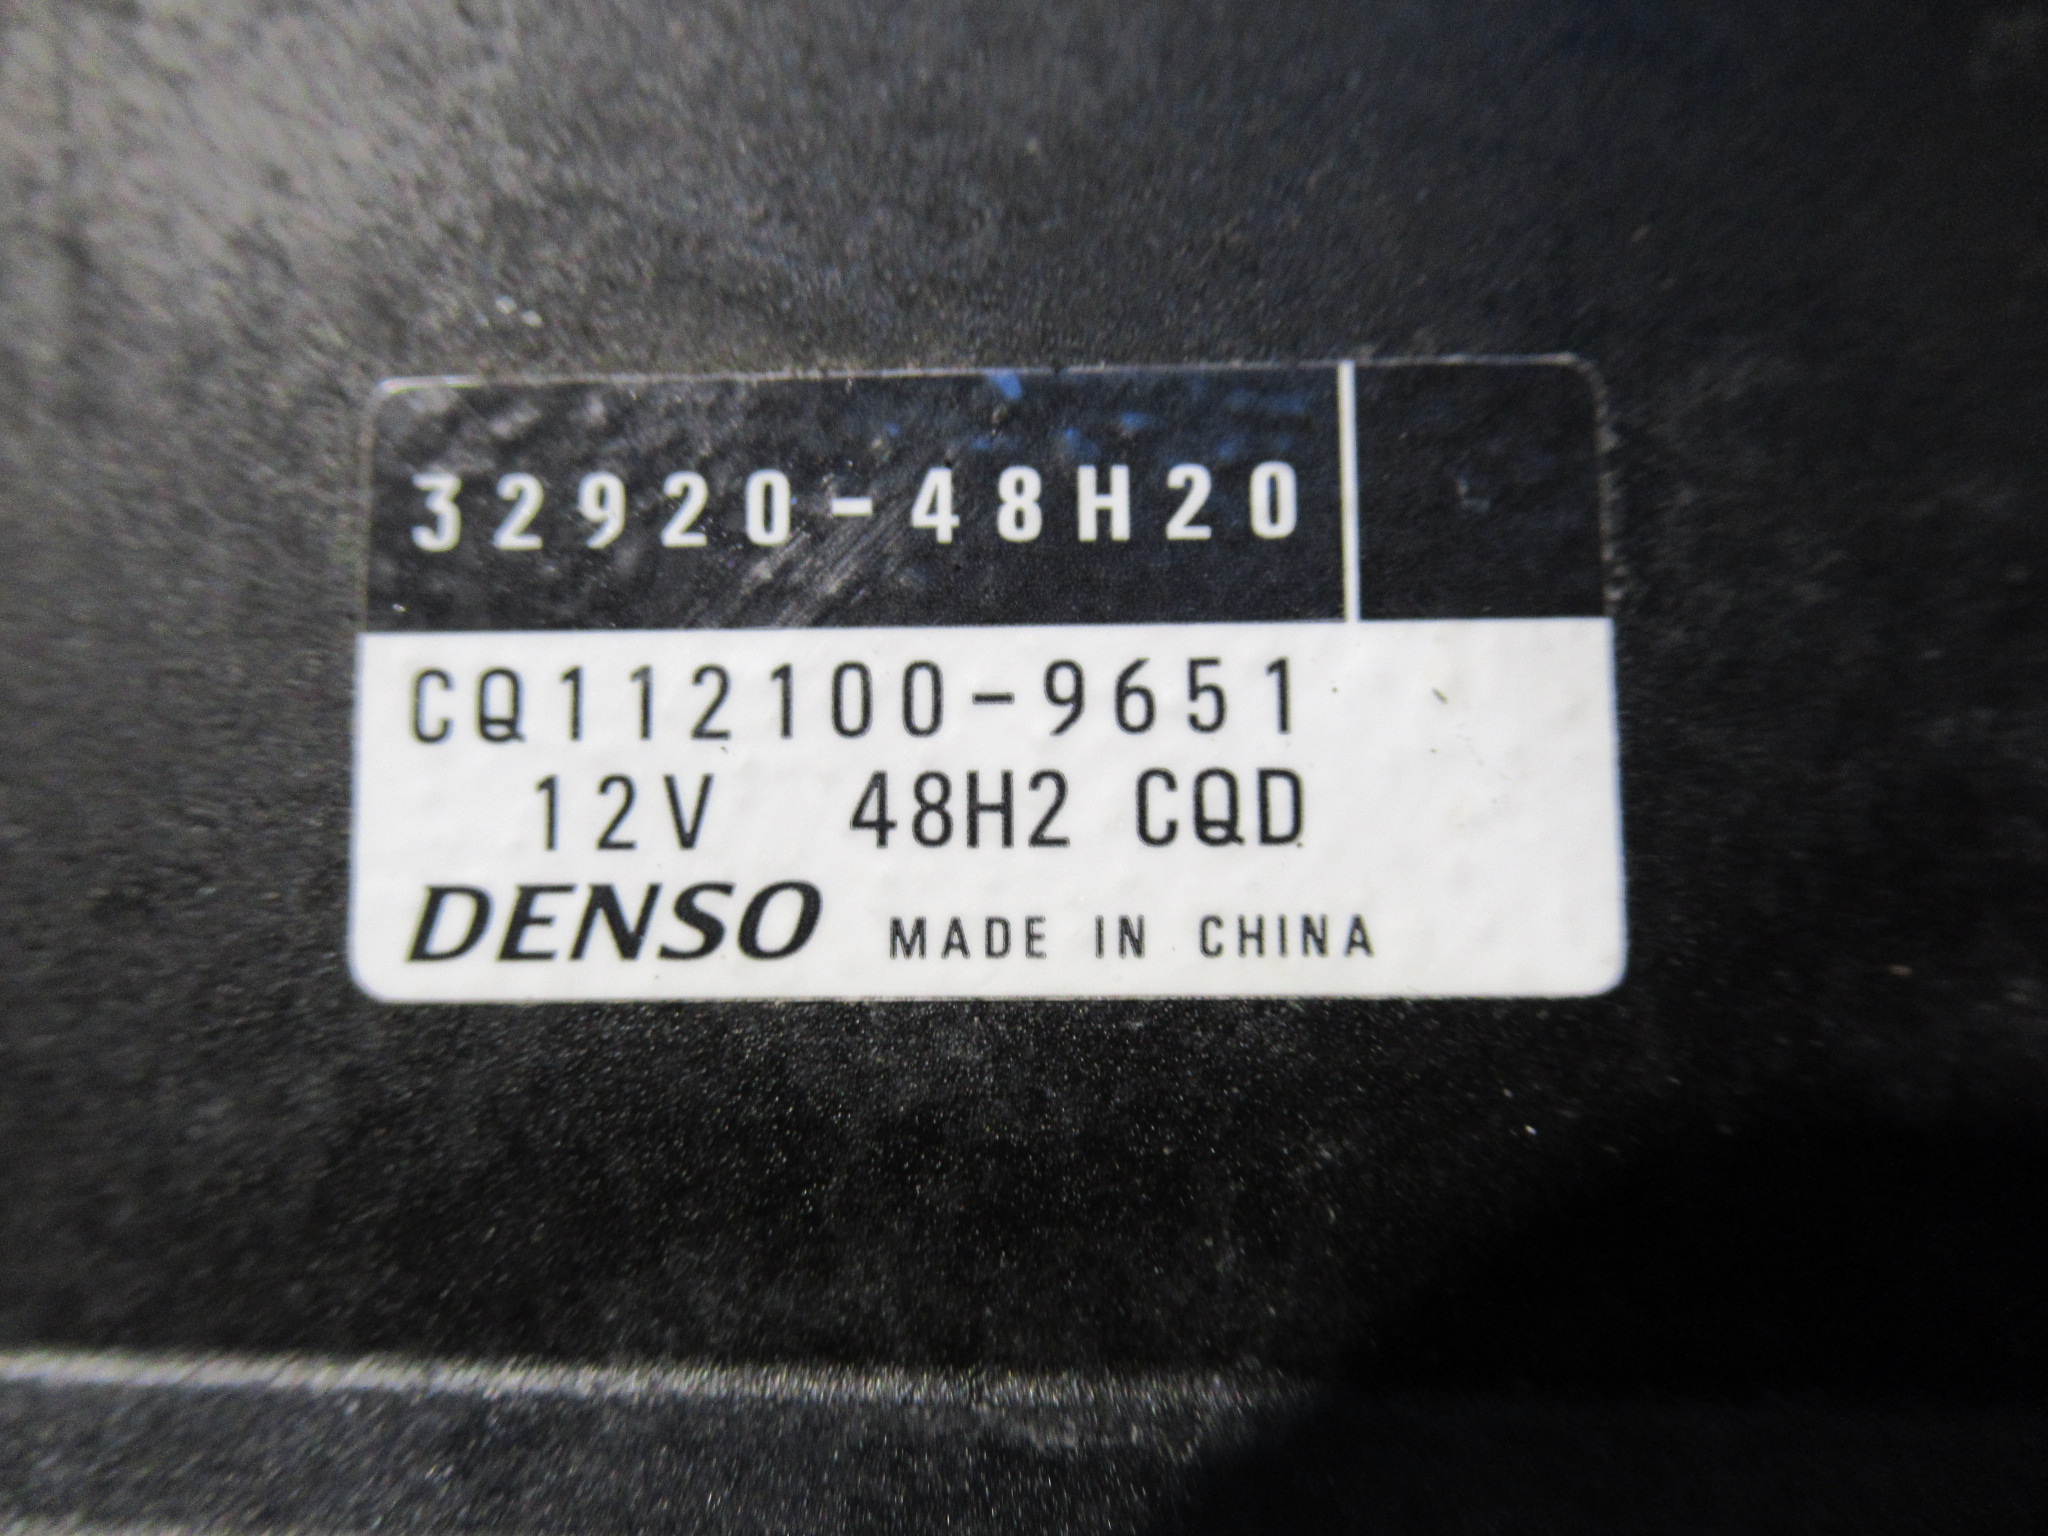 32920-48H20
CQ112100-9651
12V 48H2 CQD
DENSO MADE IN CHINA